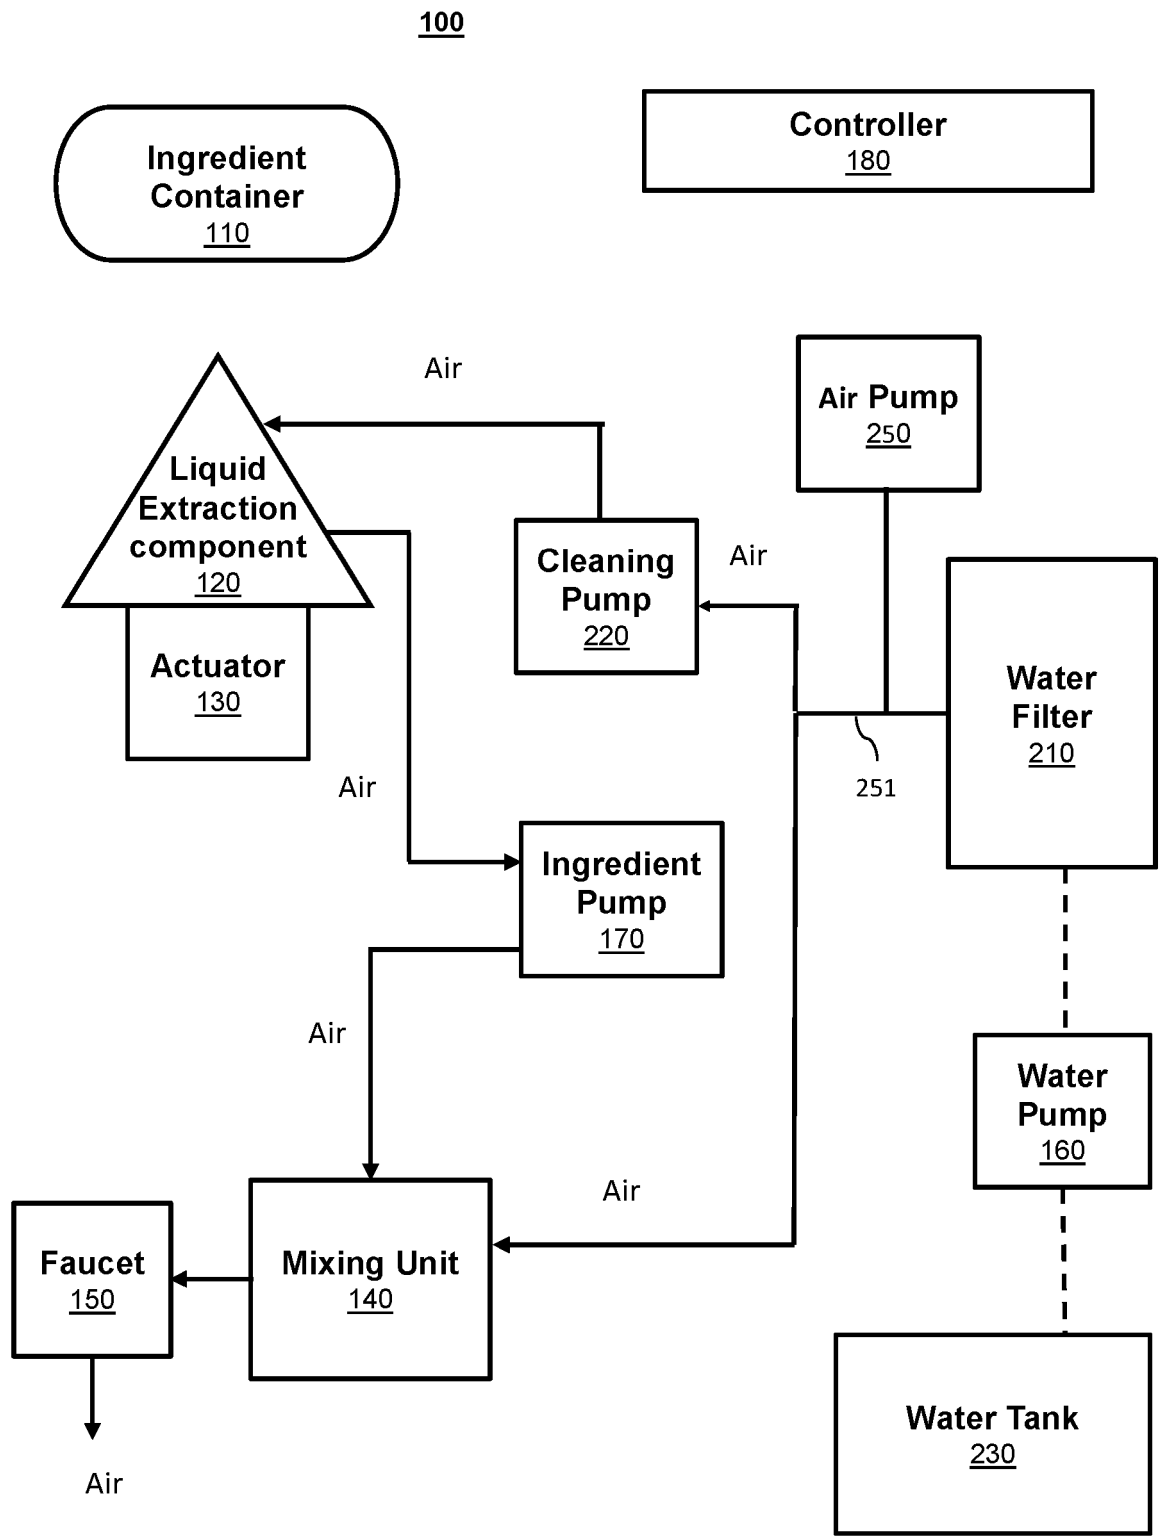 100
Ingredient
Container
110
Controller
180
Air
Air Pump
250
Liquid
Extraction
component
120
Cleaning
Pump
220
Air
Actuator
130
Water
Filter
210
251
Air
Ingredient
Pump
170
Air
Water
Pump
160
Air
Faucet
150
Mixing Unit
140
Water Tank
230
Air